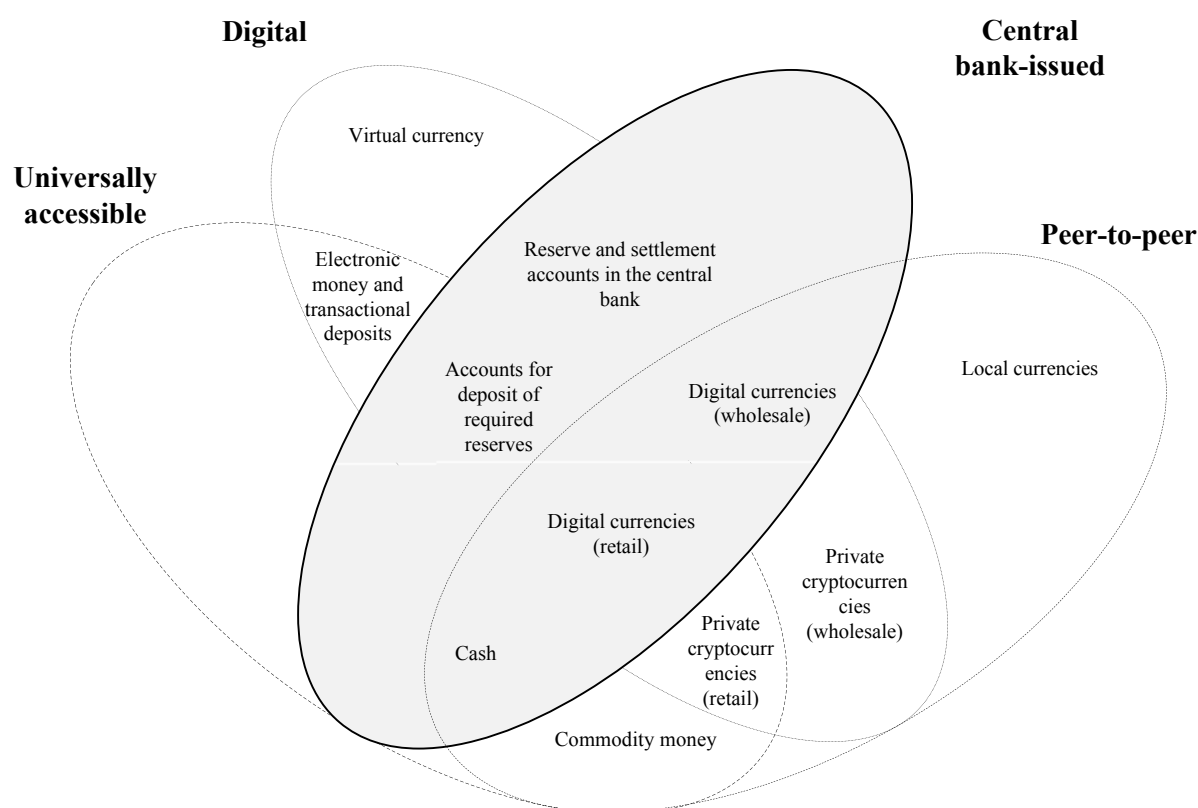 Digital
Central
bank-issued
Virtual currency
Universally
accessible
Peer-to-peer
Reserve and settlement
accounts in the central
bank
Electronic
money and
transactional
deposits
Accounts for
deposit of
required
reserves
Digital currencies
(wholesale)
Local currencies
Digital currencies
(retail)
Private
cryptocurren
cies
(wholesale)
Private
cryptocurr
encies
(retail)
Cash
Commodity money